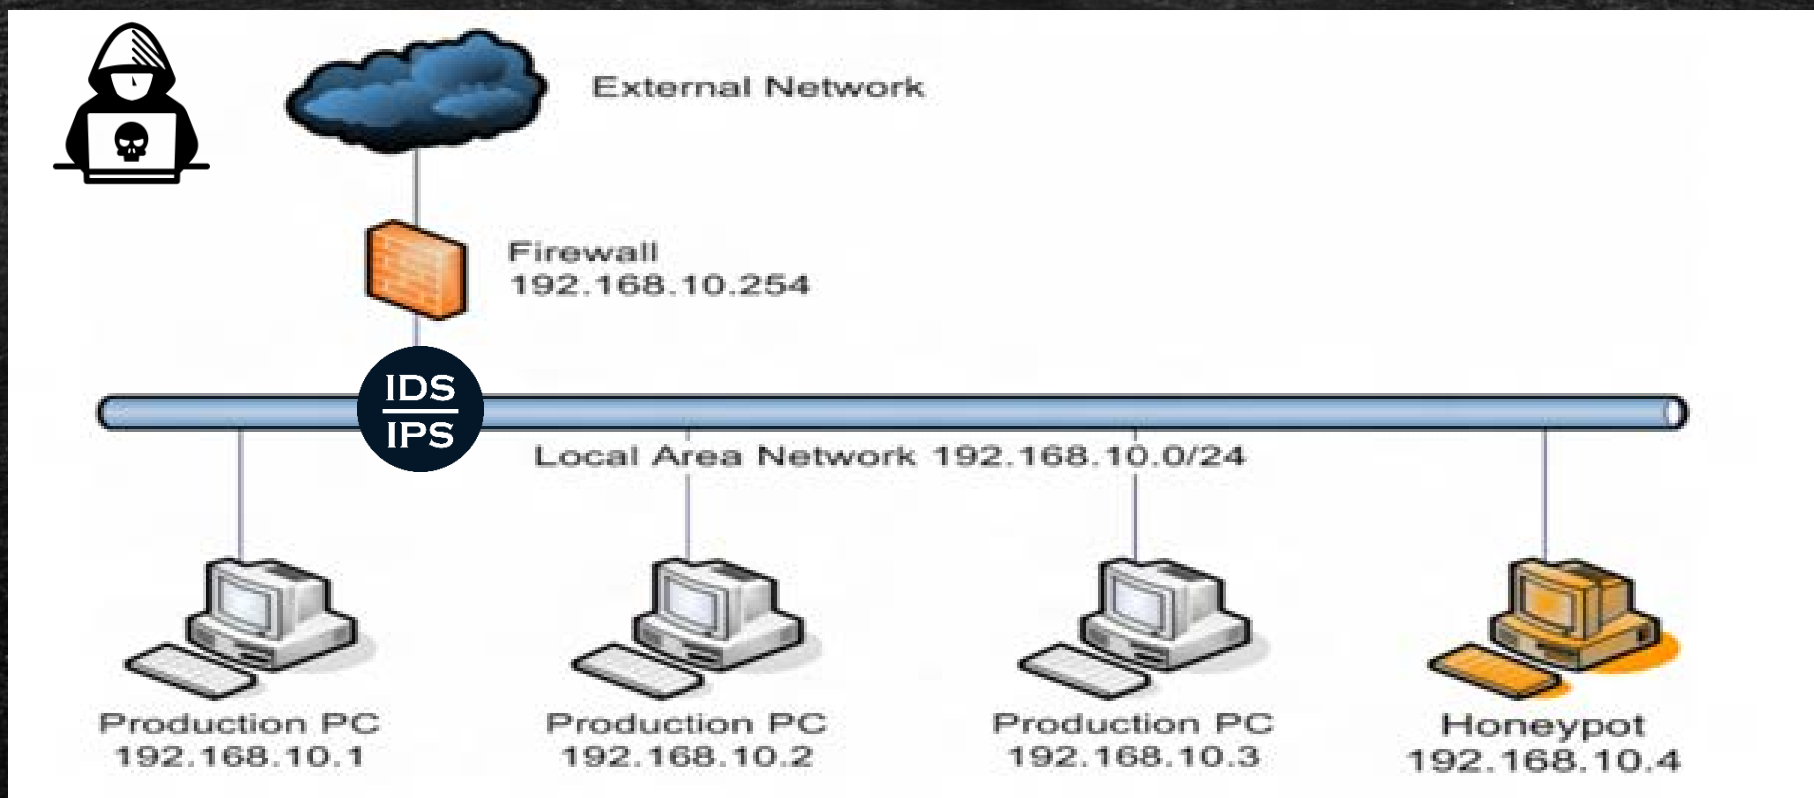 External Network
Firewall
192.168.10.254
IDS
IPS
Local Area Network 192.168.10.0/24
Production PC
192.168.10.1
Production PC
192.168.10.2
Production PC
192.168.10.3
Honeypot
192.168.10.4